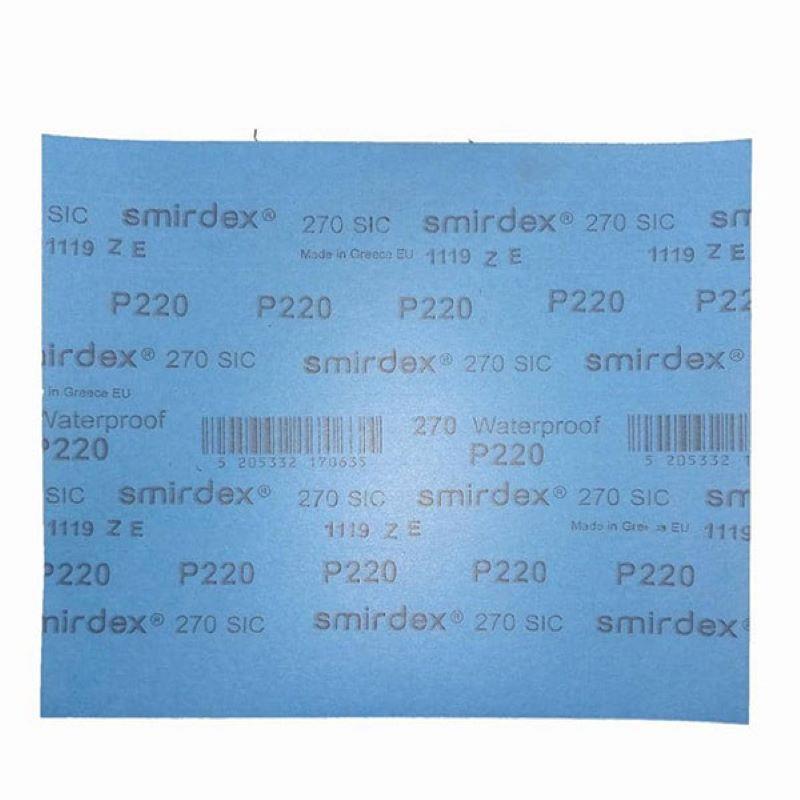 SIC smirdex® 270 SIC smirdex® 270 SIC sm
1119 Z E Made in Greece EU 1119 Z E 1119 Z E
P220 P220 P220 P220 P22
irdex® 270 SIC smirdex® 270 SIC smirdex®
in Greece EU
Waterproof 270 Waterproof
P220 5 205332 170635 P220 5 205332 1
SIC smirdex® 270 SIC smirdex® 270 SIC sm
1119 Z E 1119 Z E Made in Greece EU 1119
P220 P220 P220 P220 P220
mirdex® 270 SIC smirdex® 270 SIC smirdex®